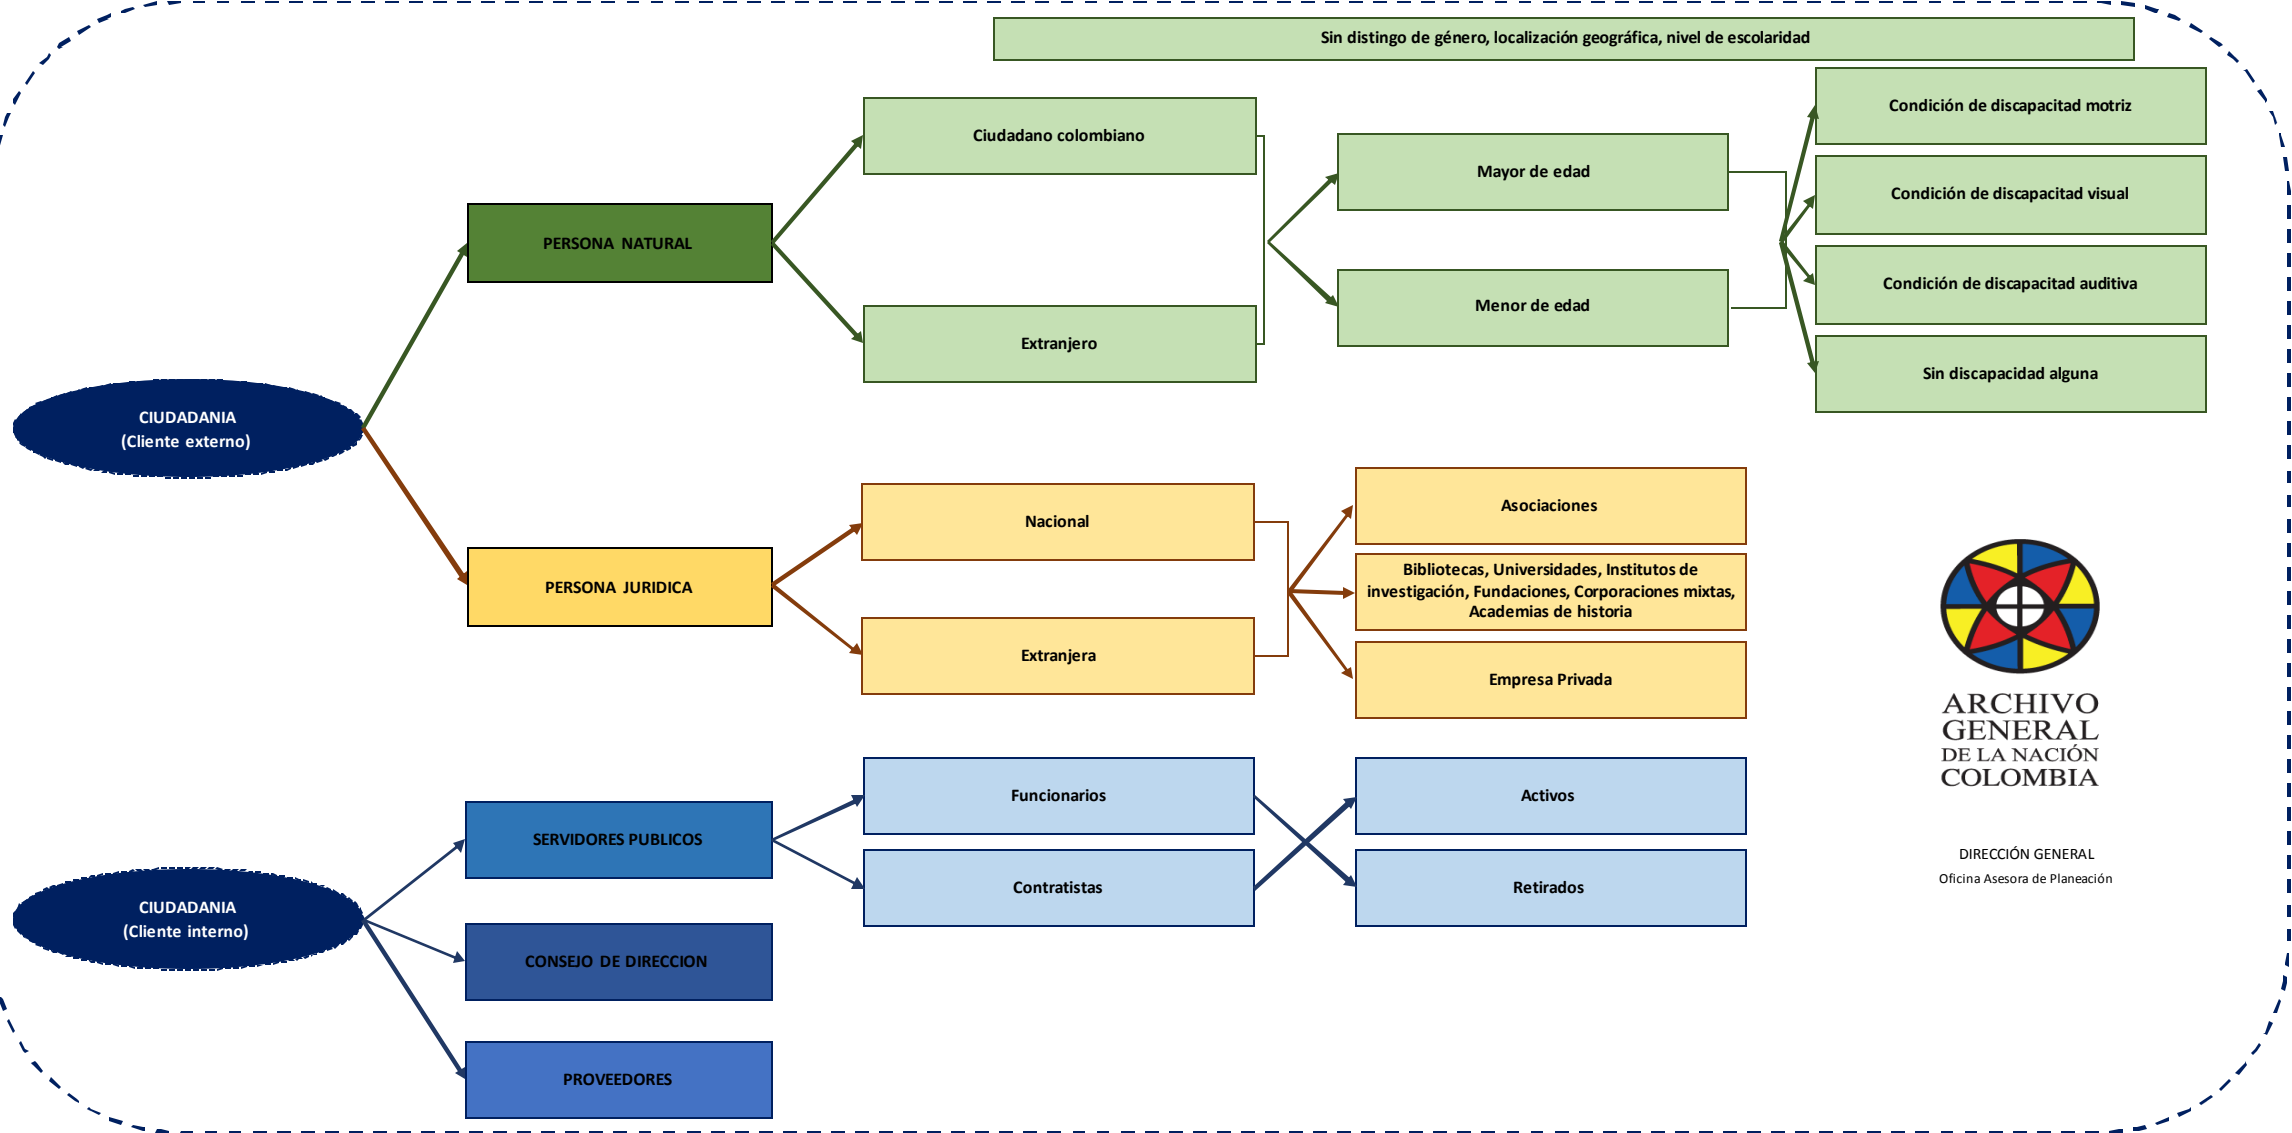 Sin distingo de género, localización geográfica, nivel de escolaridad
Condición de discapacitad motriz
Ciudadano colombiano
Mayor de edad
Condición de discapacitad visual
PERSONA NATURAL
Condición de discapacitad auditiva
Menor de edad
Extranjero
Sin discapacidad alguna
CIUDADANIA
(Cliente externo)
Asociaciones
Nacional
Bibliotecas, Universidades, Institutos de
investigación, Fundaciones, Corporaciones mixtas,
Academias de historia
PERSONA JURIDICA
Extranjera
Empresa Privada
ARCHIVO
GENERAL
DE LA NACIÓN
COLOMBIA
Funcionarios
Activos
SERVIDORES PUBLICOS
DIRECCIÓN GENERAL
Oficina Asesora de Planeación
Contratistas
Retirados
CIUDADANIA
(Cliente interno)
CONSEJO DE DIRECCION
PROVEEDORES